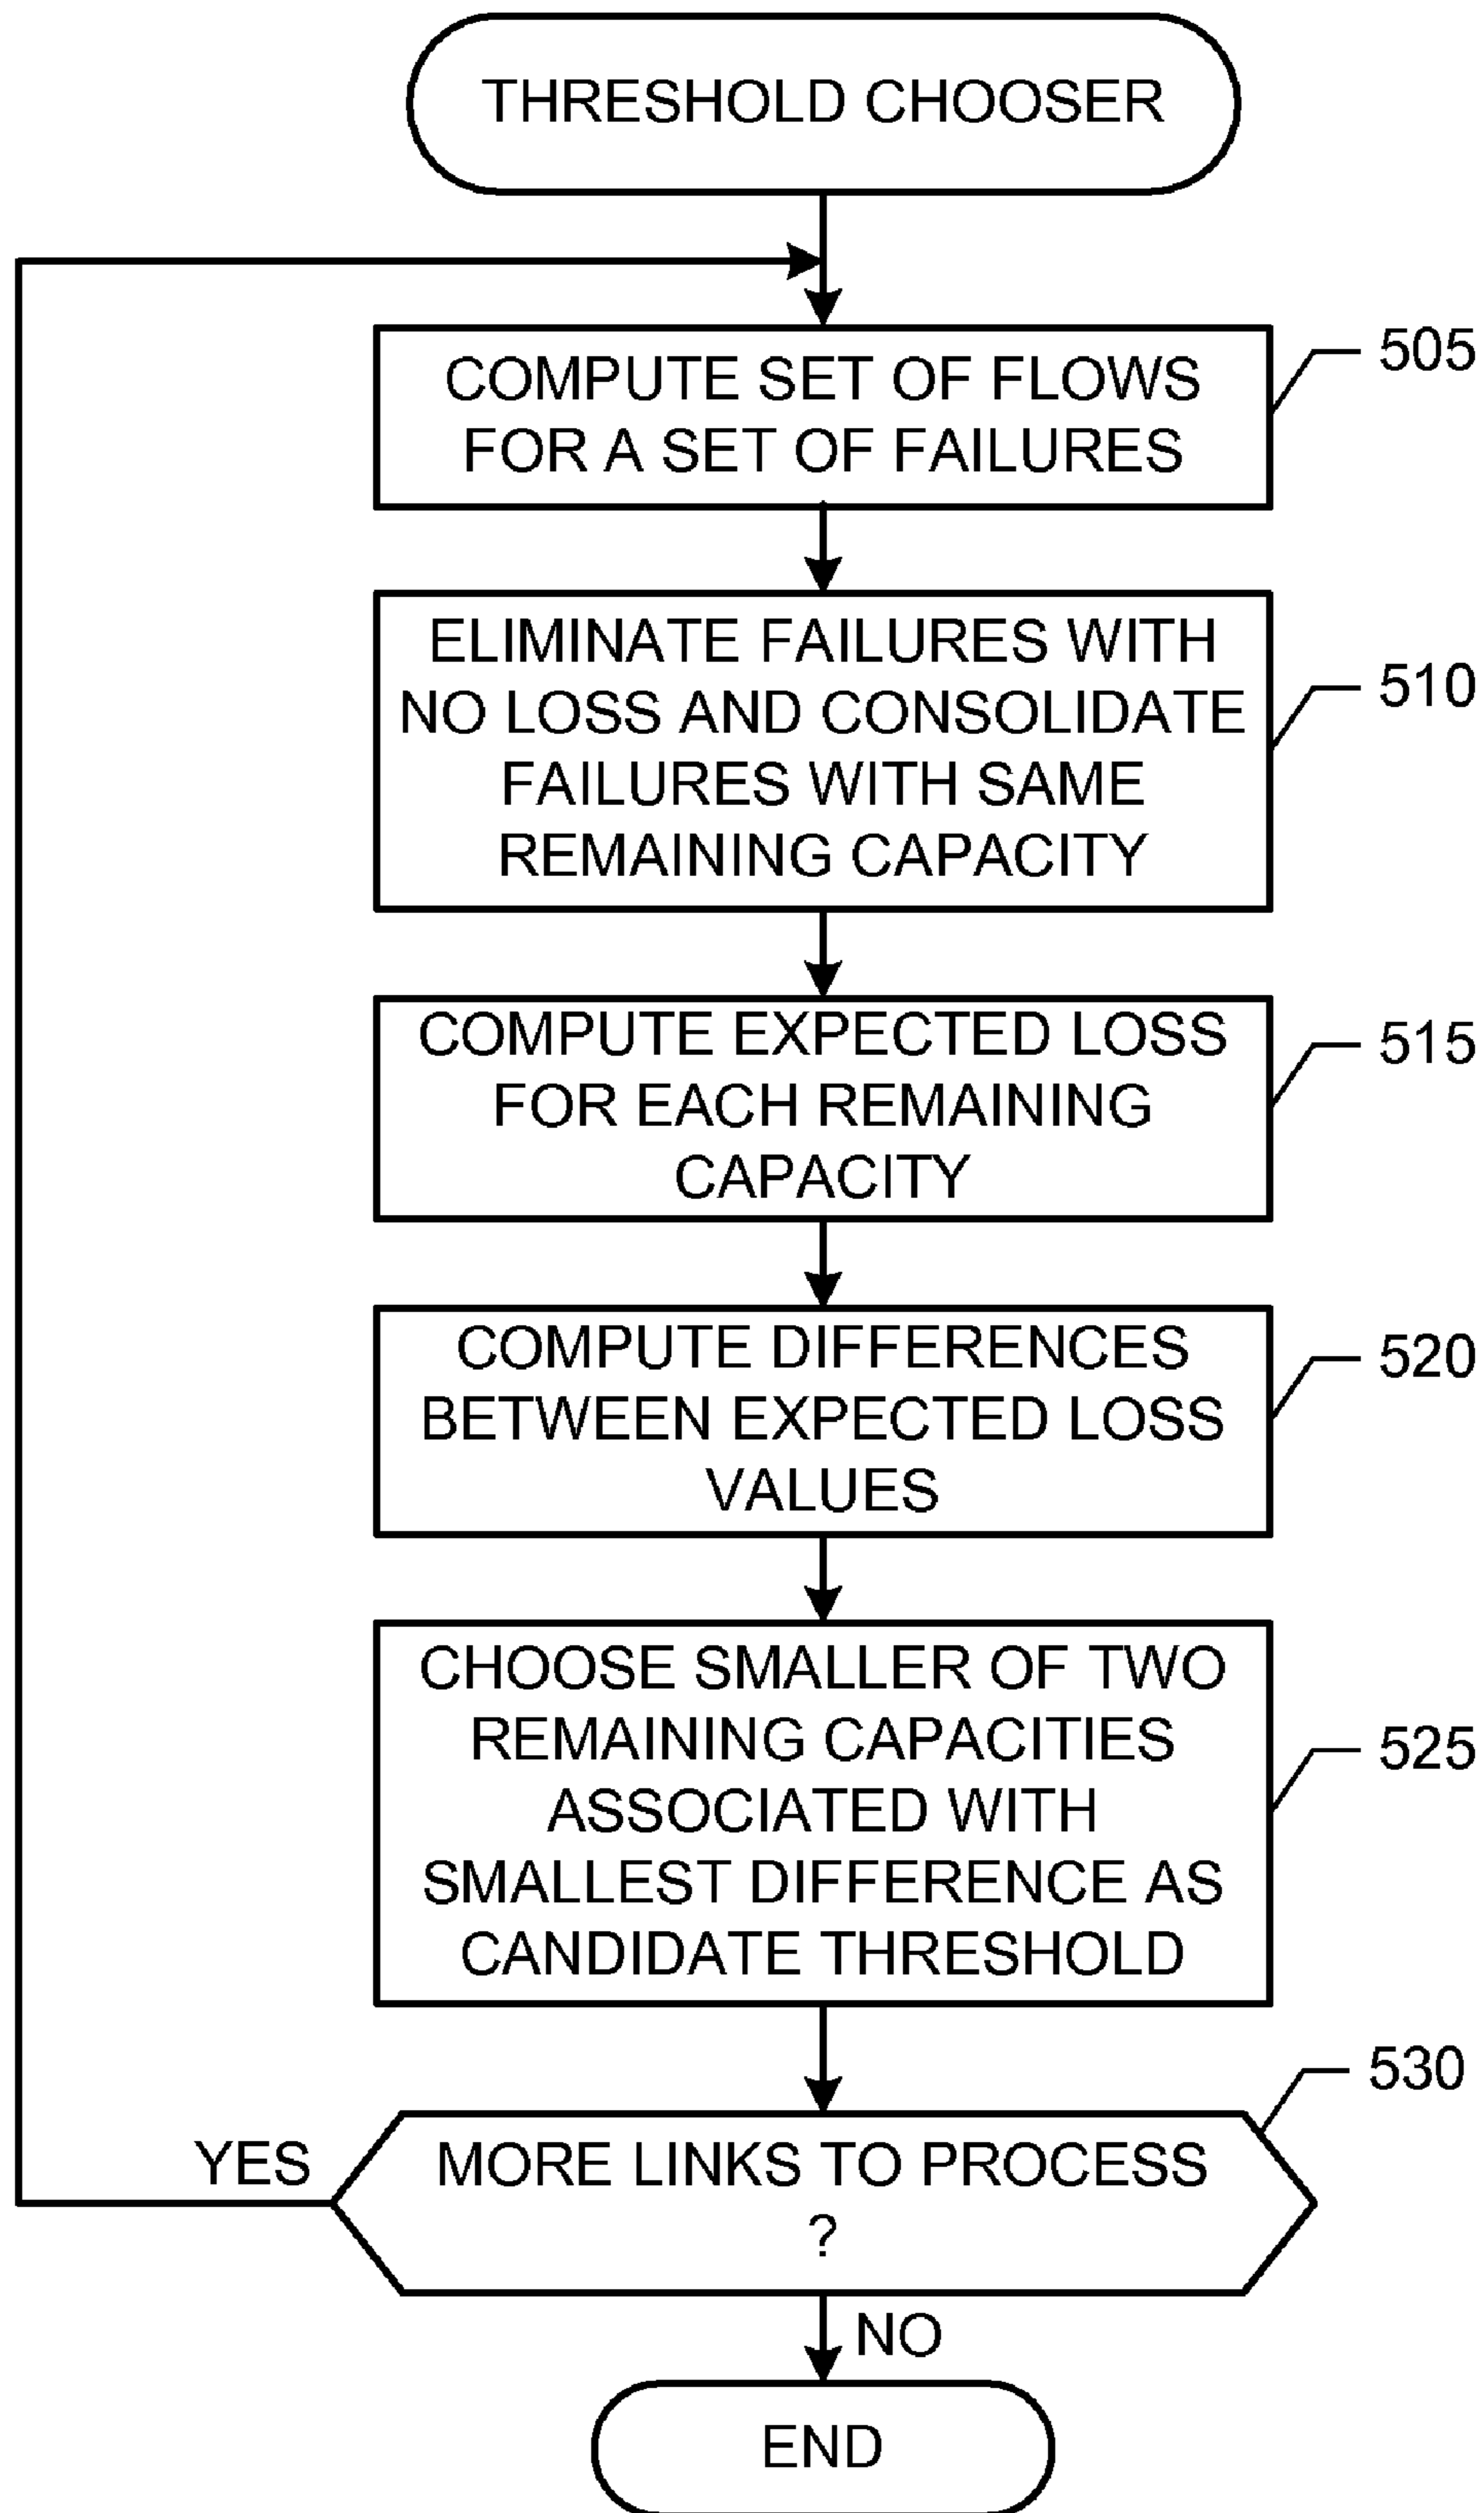 THRESHOLD CHOOSER
COMPUTE SET OF FLOWS
FOR A SET OF FAILURES
505
ELIMINATE FAILURES WITH
NO LOSS AND CONSOLIDATE
FAILURES WITH SAME
REMAINING CAPACITY
510
COMPUTE EXPECTED LOSS
FOR EACH REMAINING
CAPACITY
515
COMPUTE DIFFERENCES
BETWEEN EXPECTED LOSS
VALUES
520
CHOOSE SMALLER OF TWO
REMAINING CAPACITIES
ASSOCIATED WITH
SMALLEST DIFFERENCE AS
CANDIDATE THRESHOLD
525
MORE LINKS TO PROCESS
?
530
YES
NO
END